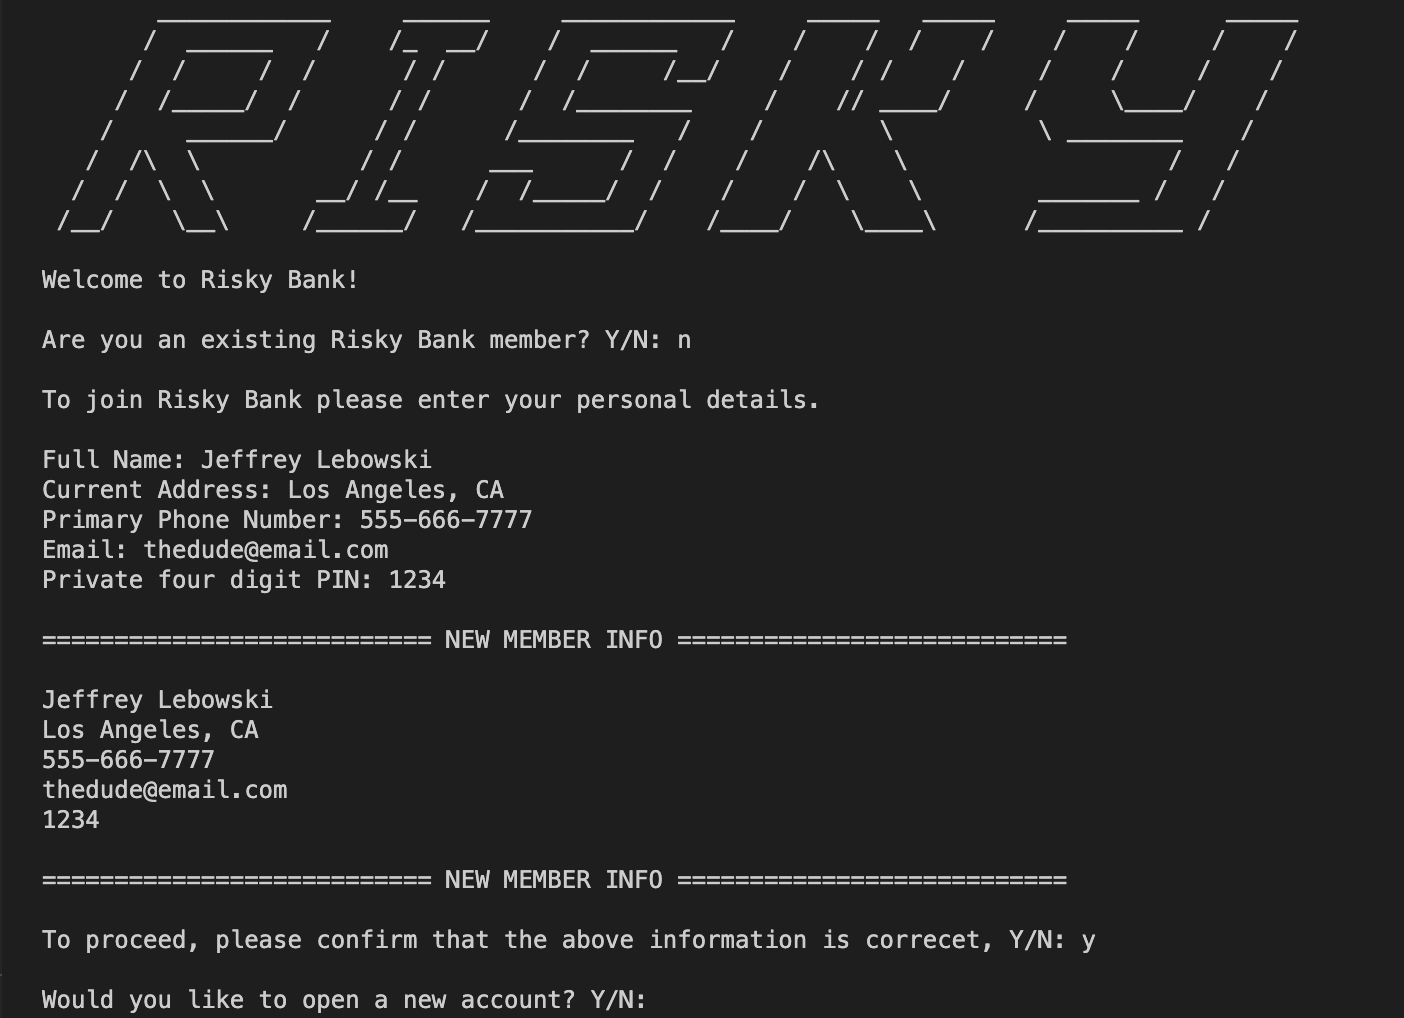 RISKY
Welcome to Risky Bank!
Are you an existing Risky Bank member? Y/N: n
To join Risky Bank please enter your personal details.
Full Name: Jeffrey Lebowski
Current Address: Los Angeles, CA
Primary Phone Number: 555-666-7777
Email: thedude@email.com
Private four digit PIN: 1234
=========================== NEW MEMBER INFO ===========================
Jeffrey Lebowski
Los Angeles, CA
555-666-7777
thedude@email.com
1234
=========================== NEW MEMBER INFO ===========================
To proceed, please confirm that the above information is correcet, Y/N: y
Would you like to open a new account? Y/N: